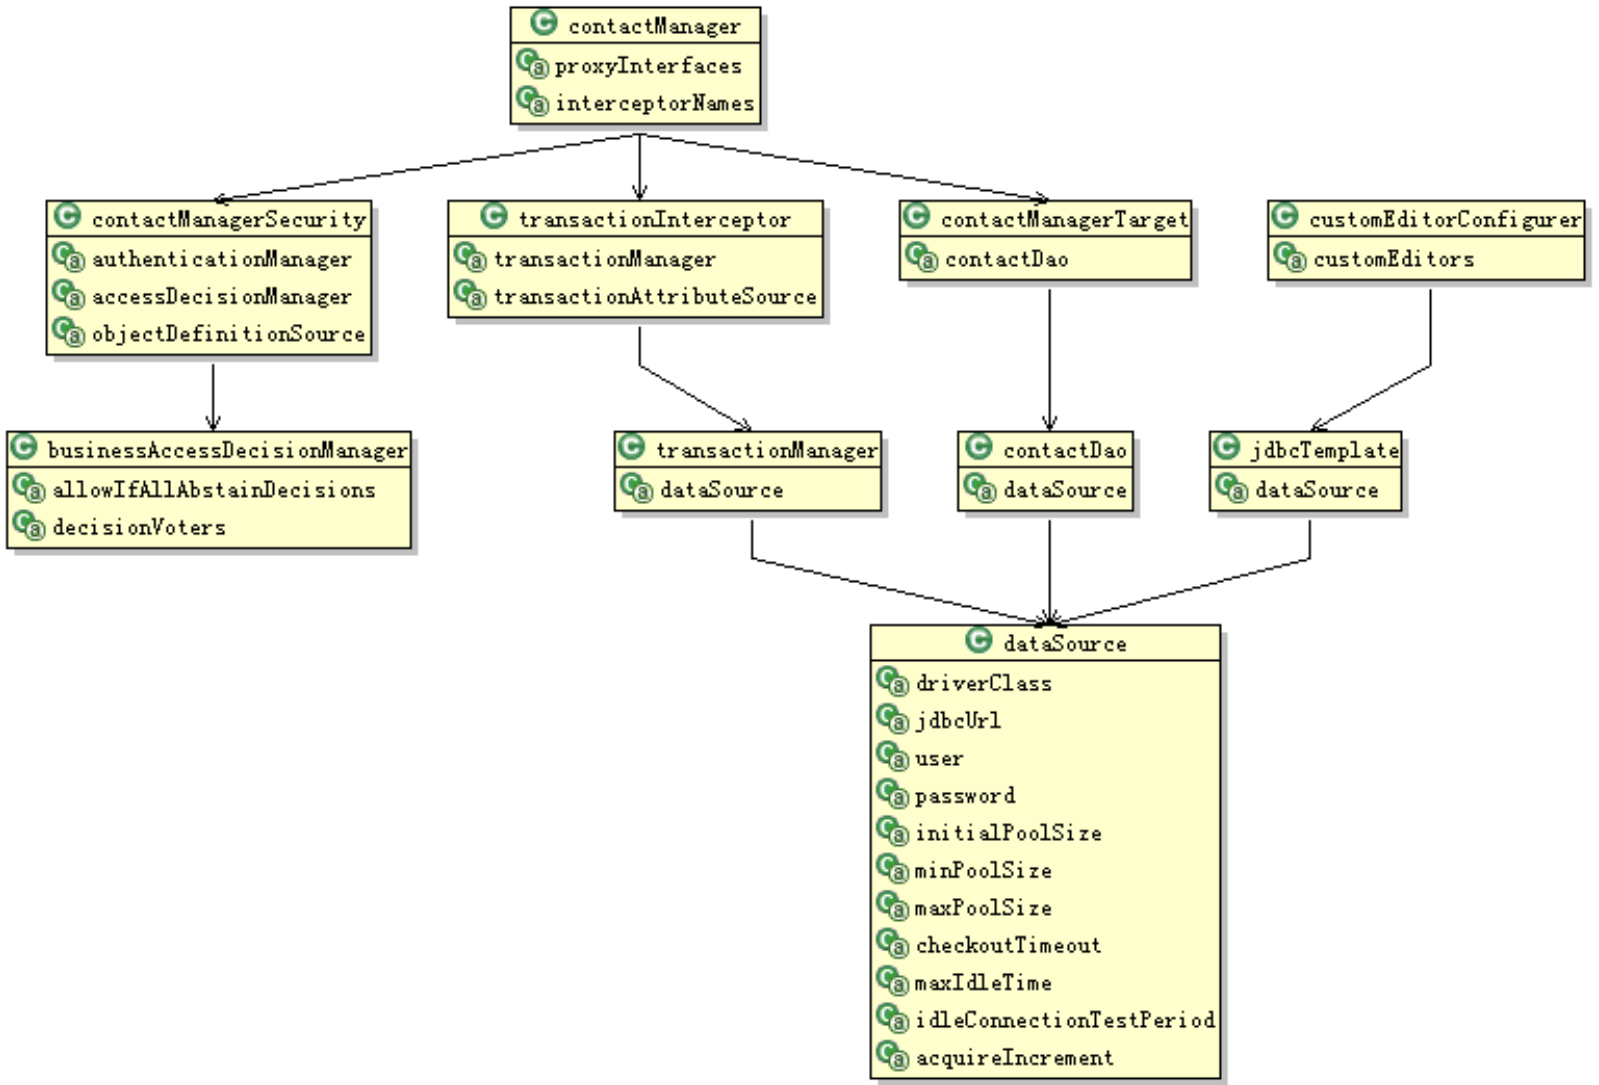 contactManager
proxyInterfaces
interceptorNames
contactManagerSecurity
authenticationManager
accessDecisionManager
objectDefinitionSource
transactionInterceptor
transactionManager
transactionAttributeSource
contactManagerTarget
contactDao
customEditorConfigurer
customEditors
businessAccessDecisionManager
allowIfAllAbstainDecisions
decisionVoters
transactionManager
dataSource
contactDao
dataSource
jdbcTemplate
dataSource
dataSource
driverClass
jdbcUrl
user
password
initialPoolSize
minPoolSize
maxPoolSize
checkoutTimeout
maxIdleTime
idleConnectionTestPeriod
acquireIncrement